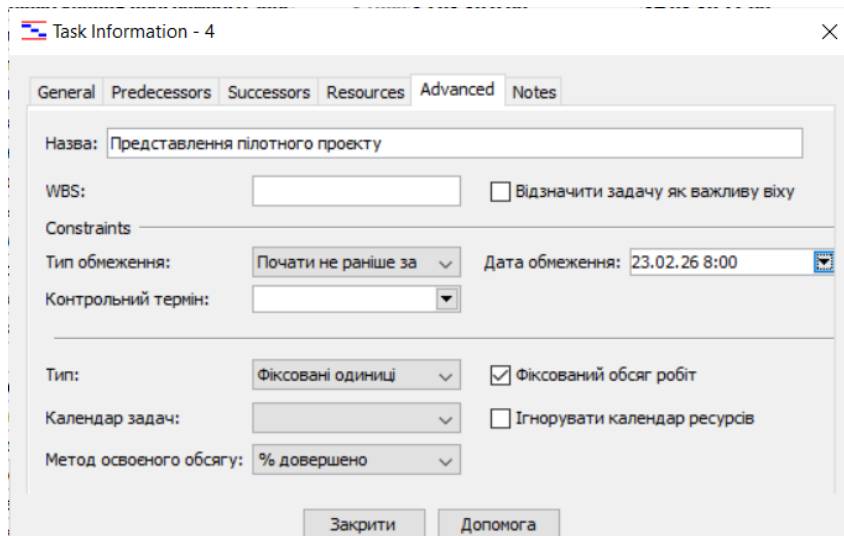 Task Information - 4
General Predecessors Successors Resources Advanced Notes
Назва: Представлення пілотного проєкту
WBS: Відзначити задачу як важливу віху
Constraints
Тип обмеження: Почати не раніше за Дата обмеження: 23.02.26 8:00
Контрольний термін:
Тип: Фіксовані одиниці Фіксований обсяг робіт
Календар задач: Ігнорувати календар ресурсів
Метод освоєного обсягу: % довершено
Закрити Допомога